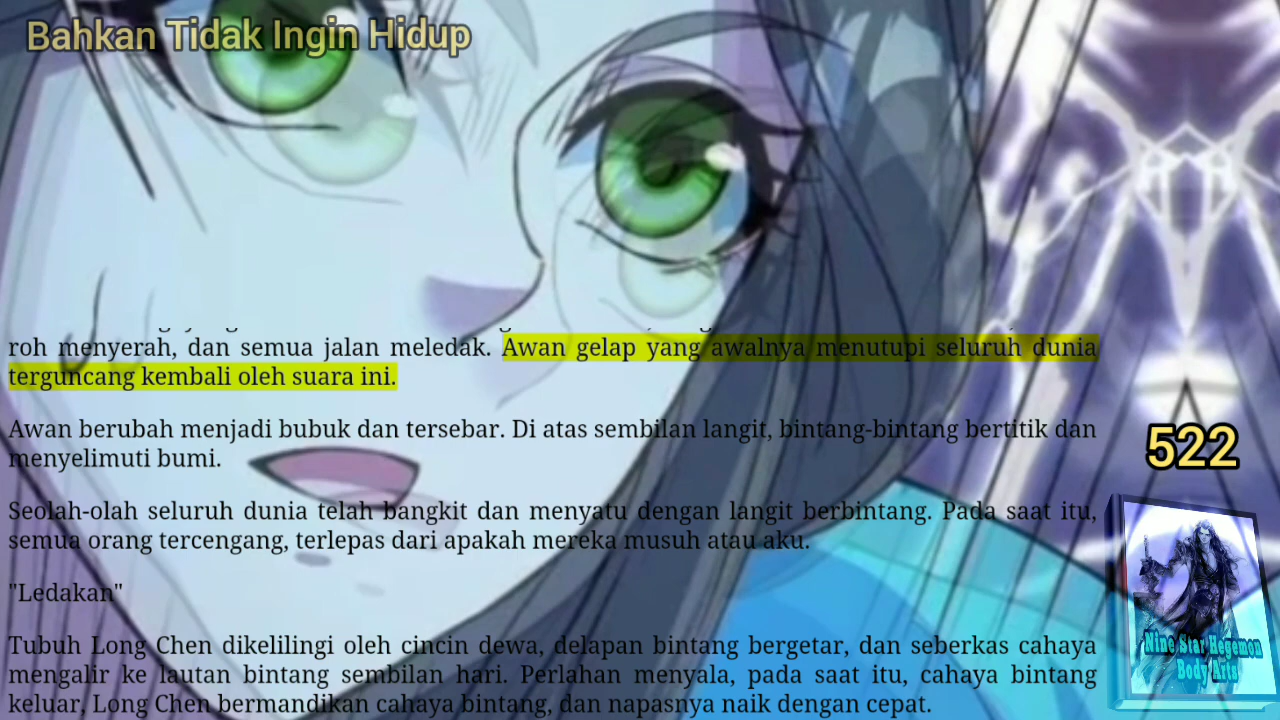 Bahkan Tidak Ingin Hidup
roh menyerah, dan semua jalan meledak. Awan gelap yang awalnya menutupi seluruh dunia
terguncang kembali oleh suara ini.
Awan berubah menjadi bubuk dan tersebar. Di atas sembilan langit, bintang-bintang bertitik dan
menyelimuti bumi.
Seolah-olah seluruh dunia telah bangkit dan menyatu dengan langit berbintang. Pada saat itu,
semua orang tercengang, terlepas dari apakah mereka musuh atau aku.
"Ledakan"
Tubuh Long Chen dikelilingi oleh cincin dewa, delapan bintang bergetar, dan seberkas cahaya
mengalir ke lautan bintang sembilan hari. Perlahan menyala, pada saat itu, cahaya bintang
keluar, Long Chen bermandikan cahaya bintang, dan napasnya naik dengan cepat.
522
Nine Star Hegemon
Body Arts